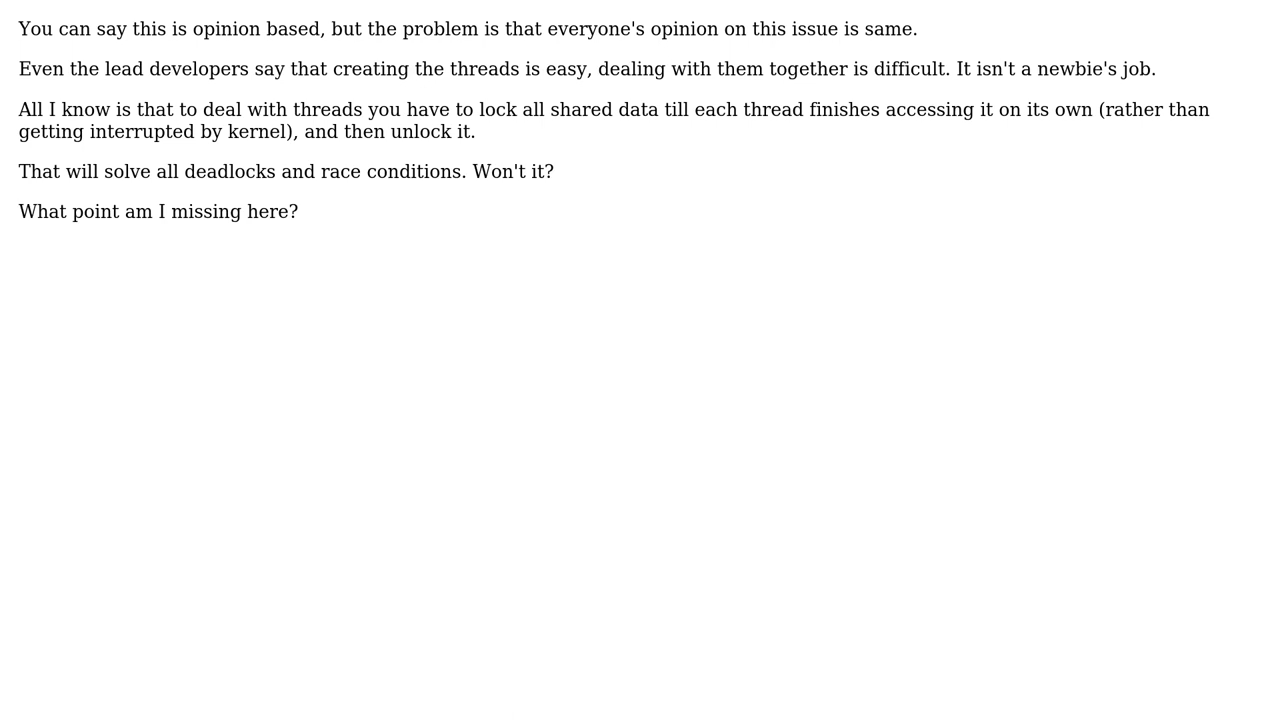 You can say this is opinion based, but the problem is that everyone's opinion on this issue is same.
Even the lead developers say that creating the threads is easy, dealing with them together is difficult. It isn't a newbie's job.
All I know is that to deal with threads you have to lock all shared data till each thread finishes accessing it on its own (rather than
getting interrupted by kernel), and then unlock it.
That will solve all deadlocks and race conditions. Won't it?
What point am I missing here?